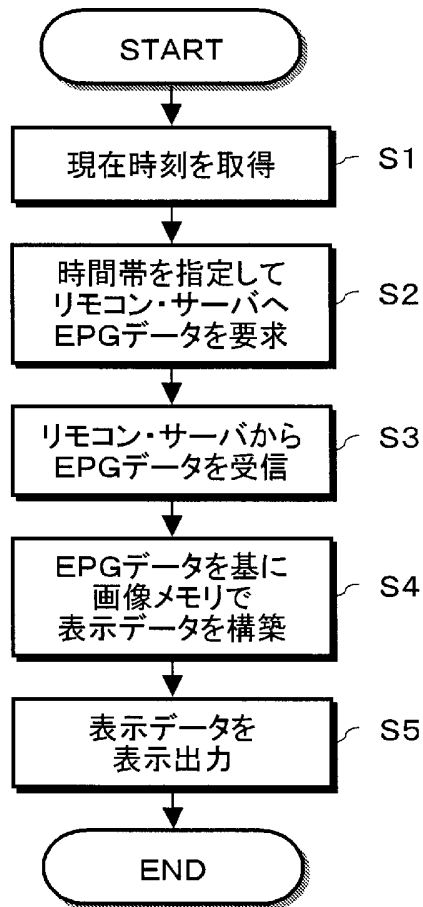 START
現在時刻を取得
S1
時間帯を指定して
リモコン・サーバへ
EPGデータを要求
S2
リモコン・サーバから
EPGデータを受信
S3
EPGデータを基に
画像メモリで
表示データを構築
S4
表示データを
表示出力
S5
END